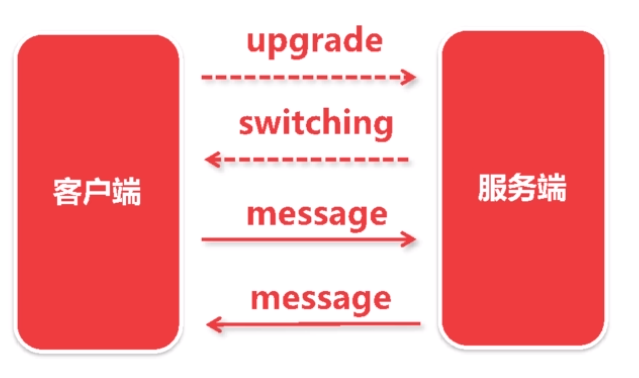 upgrade
switching
客户端
服务端
message
message